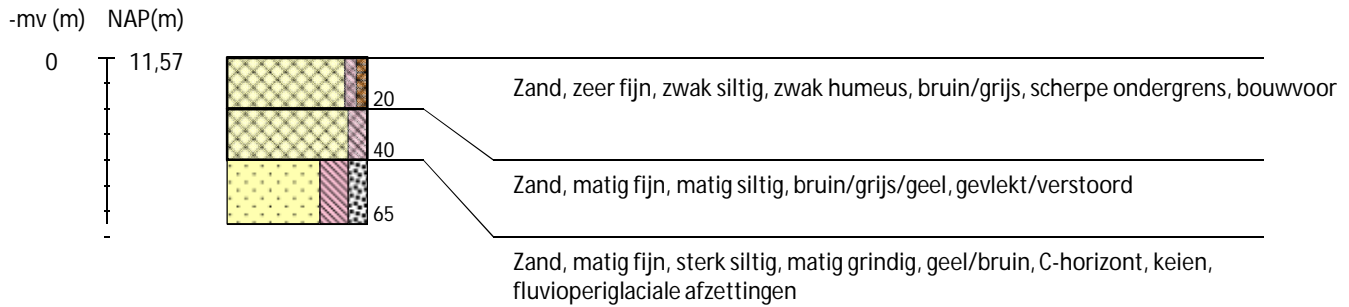 -mv (m) NAP(m)
0 11,57
Zand, zeer fijn, zwak siltig, zwak humeus, bruin/grijs, scherpe ondergrens, bouwvoor
20
40
Zand, matig fijn, matig siltig, bruin/grijs/geel, gevlekt/verstoord
65
Zand, matig fijn, sterk siltig, matig grindig, geel/bruin, C-horizont, keien,
fluvioperiglaciale afzettingen